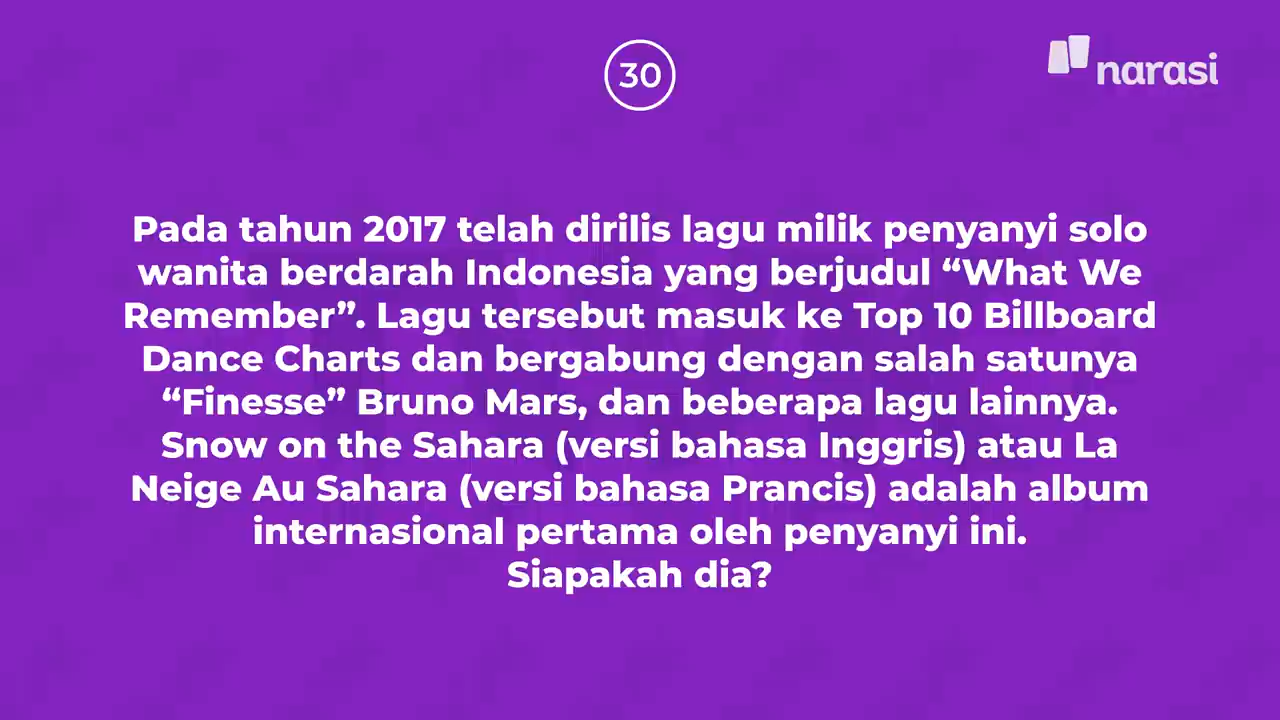 30
narasi
Pada tahun 2017 telah dirilis lagu milik penyanyi solo
wanita berdarah Indonesia yang berjudul “What We
Remember”. Lagu tersebut masuk ke Top 10 Billboard
Dance Charts dan bergabung dengan salah satunya
“Finesse” Bruno Mars, dan beberapa lagu lainnya.
Snow on the Sahara (versi bahasa Inggris) atau La
Neige Au Sahara (versi bahasa Prancis) adalah album
internasional pertama oleh penyanyi ini.
Siapakah dia?